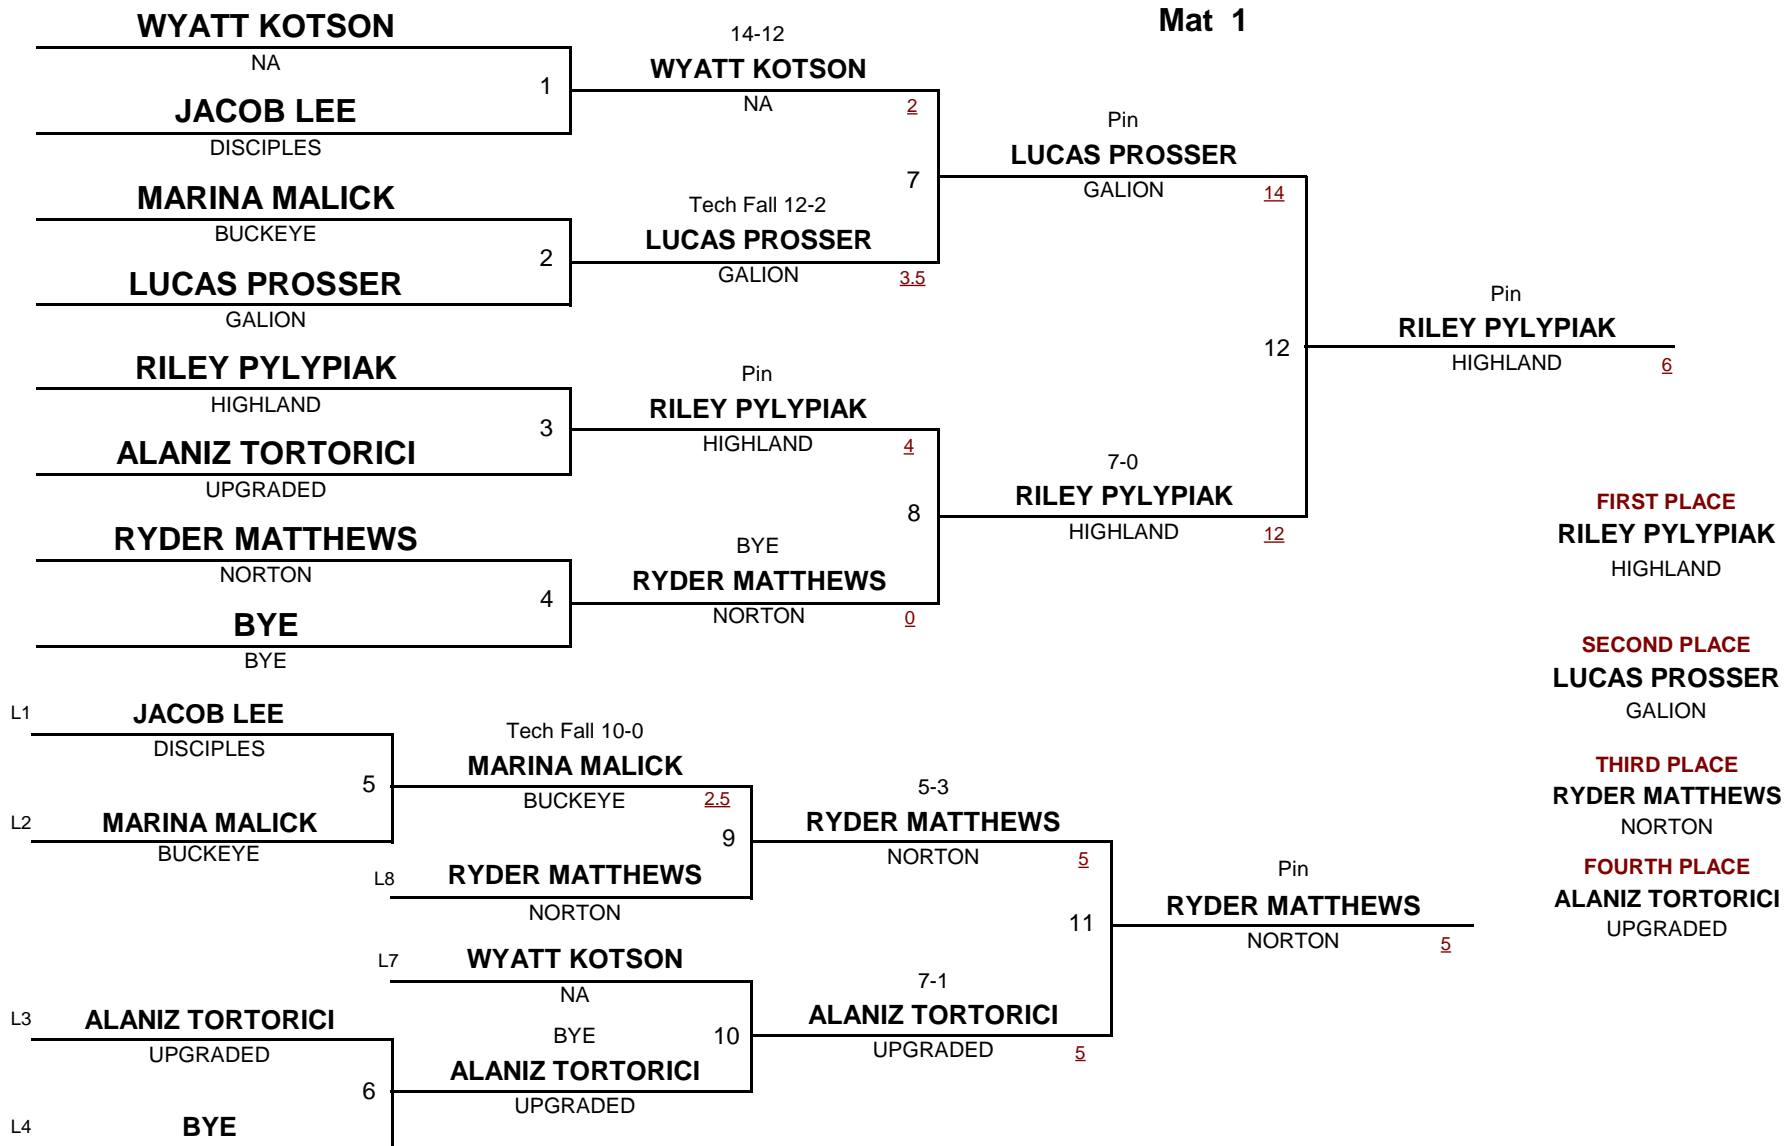 Mat 1
WYATT KOTSON
NA
1
JACOB LEE
DISCIPLES
MARINA MALICK
BUCKEYE
2
LUCAS PROSSER
GALION
RILEY PYLYPIAK
HIGHLAND
3
ALANIZ TORTORICI
UPGRADED
RYDER MATTHEWS
NORTON
4
BYE
BYE
14-12
WYATT KOTSON
NA 2
7
Tech Fall 12-2
LUCAS PROSSER
GALION 3.5
Pin
RILEY PYLYPIAK
HIGHLAND 4
8
BYE
RYDER MATTHEWS
NORTON 0
Pin
LUCAS PROSSER
GALION 14
12
7-0
RILEY PYLYPIAK
HIGHLAND 12
Pin
RILEY PYLYPIAK
HIGHLAND 6
FIRST PLACE
RILEY PYLYPIAK
HIGHLAND
SECOND PLACE
LUCAS PROSSER
GALION
THIRD PLACE
RYDER MATTHEWS
NORTON
FOURTH PLACE
ALANIZ TORTORICI
UPGRADED
L1 JACOB LEE
DISCIPLES
5
L2 MARINA MALICK
BUCKEYE
L3 ALANIZ TORTORICI
UPGRADED
6
L4 BYE
Tech Fall 10-0
MARINA MALICK
BUCKEYE 2.5
9
L8 RYDER MATTHEWS
NORTON
L7 WYATT KOTSON
NA
BYE 10
ALANIZ TORTORICI
UPGRADED
5-3
RYDER MATTHEWS
NORTON 5
11
7-1
ALANIZ TORTORICI
UPGRADED 5
Pin
RYDER MATTHEWS
NORTON 5